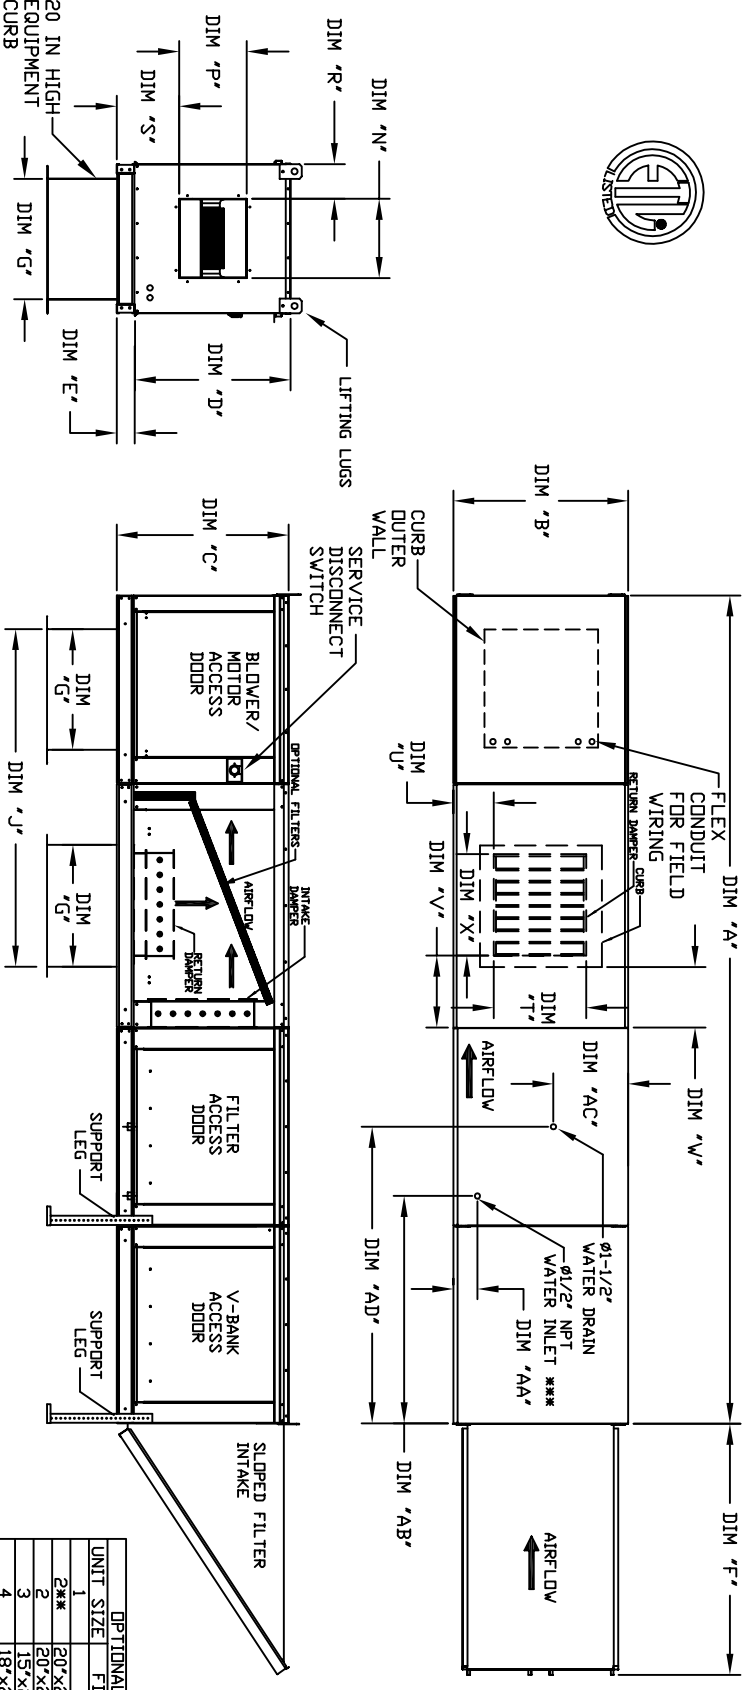 LISTED
DIM "A"
DIM "F"
FLEX
CONDUIT
FOR FIELD
WIRING
DIM "W"
RETURN DAMPER CURB
DIM "B"
CURB
OUTER
WALL
DIM "U"
DIM "X"
DIM "V"
DIM "T"
DIM "AC"
AIRFLOW
AIRFLOW
Ø1-1/2"
WATER DRAIN
Ø1/2" NPT
WATER INLET ***
DIM "AA"
DIM "AD"
DIM "AB"
DIM "N"
DIM "R"
DIM "P"
DIM "S"
LIFTING LUGS
DIM "D"
DIM "E"
DIM "G"
20 IN HIGH
EQUIPMENT
CURB
SERVICE
DISCONNECT
SWITCH
DIM "C"
BLOWER/
MOTOR
ACCESS
DOOR
OPTIONAL FILTERS
INTAKE
DAMPER
AIRFLOW
RETURN
DAMPER
FILTER
ACCESS
DOOR
V-BANK
ACCESS
DOOR
SLOPED FILTER
INTAKE
SUPPORT
LEG
SUPPORT
LEG
DIM
"G"
DIM
"G"
DIM "J"
OPTIONAL
UNIT SIZE
1
2**
2
3
4
20"x
20"x
15"x
18"x